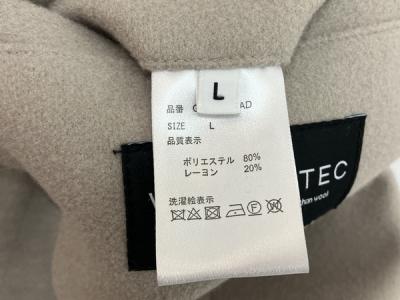 L
品番
AD
SIZE L
品質表示
ポリエステル 80%
レーヨン 20%
洗濯絵表示
TEC
than wool